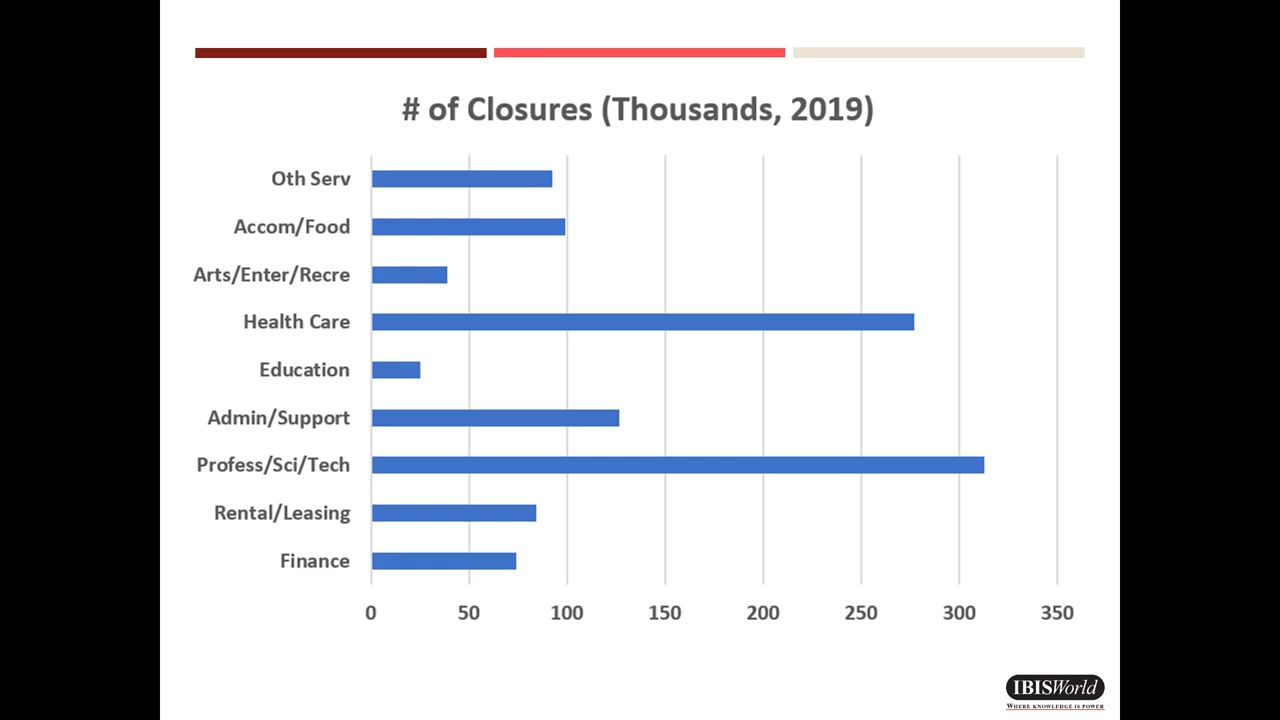 # of Closures (Thousands, 2019)
Oth Serv
Accom/Food
Arts/Enter/Recre
Health Care
Education
Admin/Support
Profess/Sci/Tech
Rental/Leasing
Finance
0 50 100 150 200 250 300 350
IBISWorld
WHERE KNOWLEDGE IS POWER